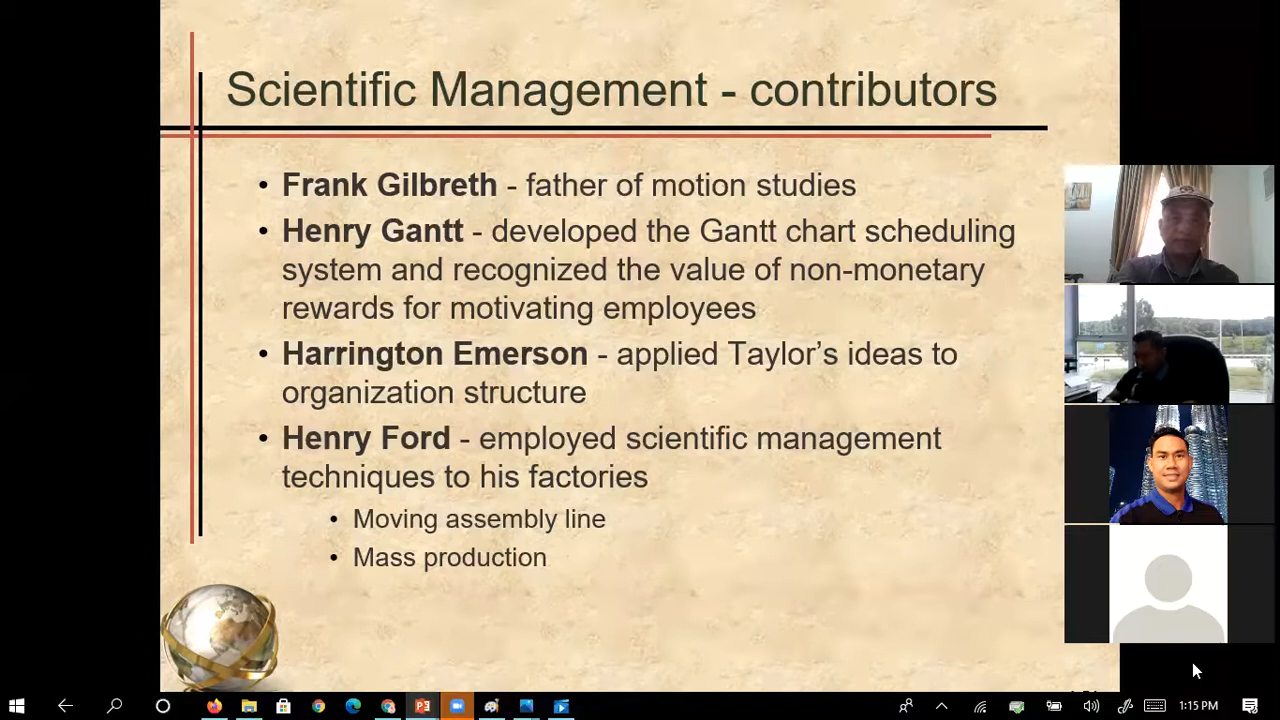 Scientific Management - contributors
• Frank Gilbreth - father of motion studies
• Henry Gantt - developed the Gantt chart scheduling
system and recognized the value of non-monetary
rewards for motivating employees
• Harrington Emerson - applied Taylor’s ideas to
organization structure
• Henry Ford - employed scientific management
techniques to his factories
• Moving assembly line
• Mass production
1:15 PM